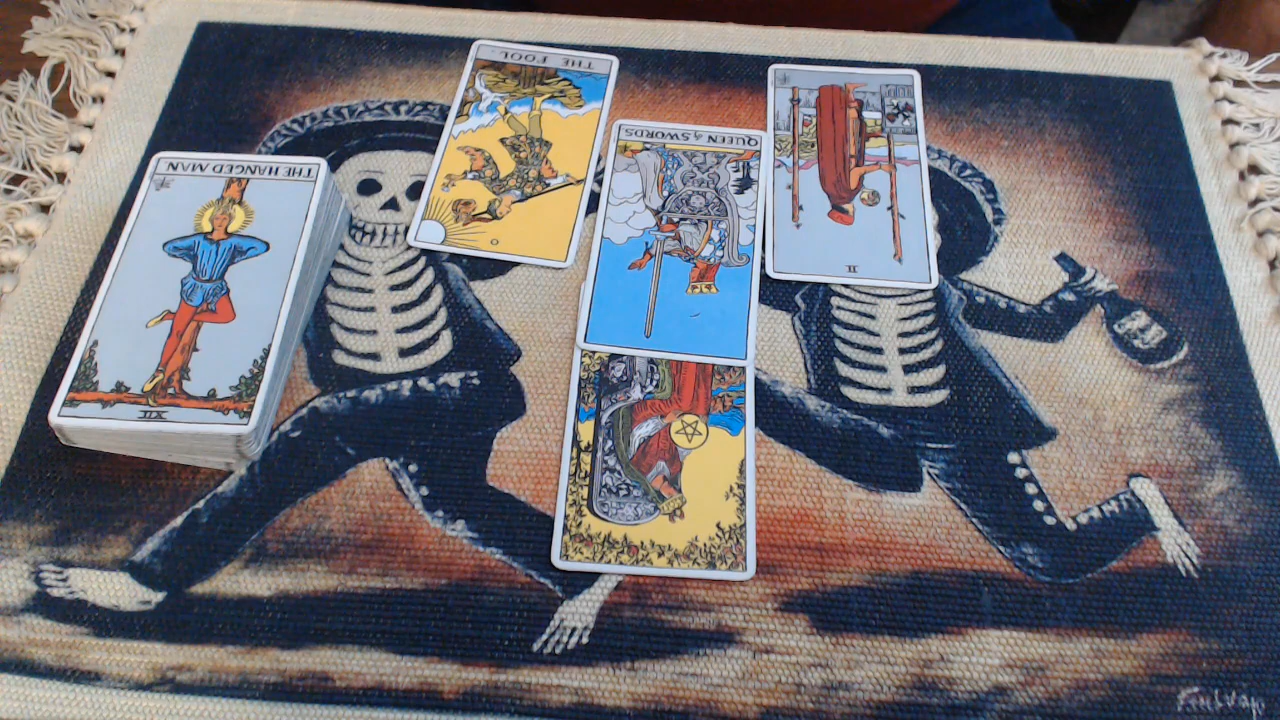 THE FOOL.
0
QUEEN of SWORDS
II
THE HANGED MAN
XII